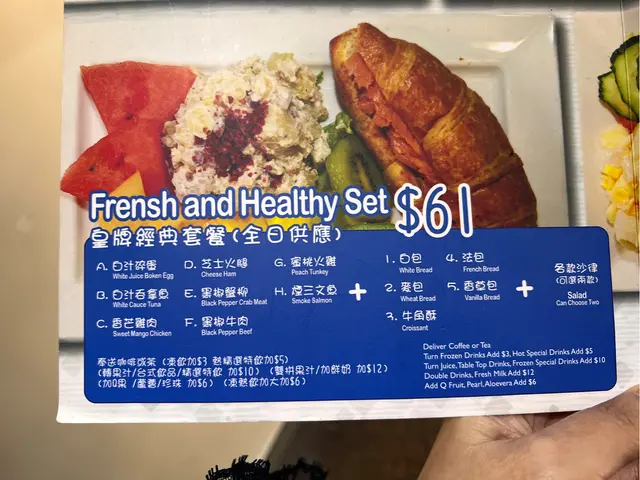 Frensh and Healthy Set $61
皇牌經典套餐(全日供應)
A. 白汁碎蛋
White Juice Boken Egg
D. 芝士火腿
Cheese Ham
G. 蜜桃火雞
Peach Tunkey
B. 白汁吞拿魚
White Cauce Tuna
E. 黑椒蟹柳
Black Pepper Crab Meat
H. 煙三文魚
Smoke Salmon
C. 香芒雞肉
Sweet Mango Chicken
F. 黑椒牛肉
Black Pepper Beef
+
1. 白包
White Bread
4. 法包
French Bread
2. 麥包
Wheat Bread
5. 香草包
Vanilla Bread
3. 牛角酥
Croissant
+
各款沙律
(可選兩款)
Salad
Can Choose Two
奉送咖啡或茶 (凍飲加$3 熱精選特飲加$5)
(轉果汁/台式飲品/精選特飲 加$10) (雙拼果汁/加鮮奶 加$12)
(加Q果 /蘆薈/珍珠 加$6) (凍熱飲加大加$6)
Deliver Coffee or Tea
Turn Frozen Drinks Add $3, Hot Special Drinks Add $5
Turn Juice, Table Top Drinks, Frozen Special Drinks Add $10
Double Drinks, Fresh Milk Add $12
Add Q Fruit, Pearl, Aloevera Add $6